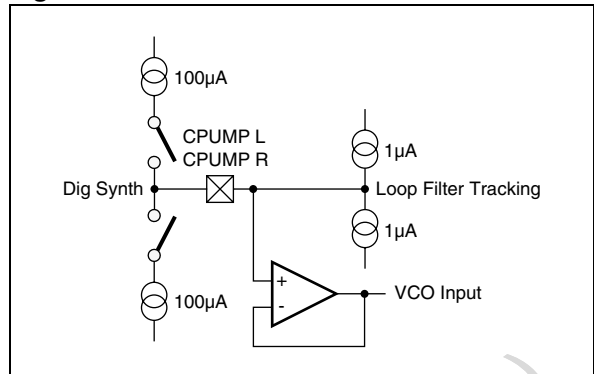 100µA
CPUMP L
CPUMP R
1µA
Dig Synth
Loop Filter Tracking
1µA
+
-
VCO Input
100µA